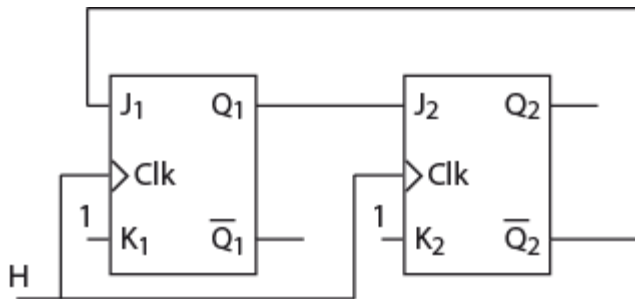 J₁ Q₁ J₂ Q₂
Clk Clk
1 K₁ Q̅₁ 1 K₂ Q̅₂
H